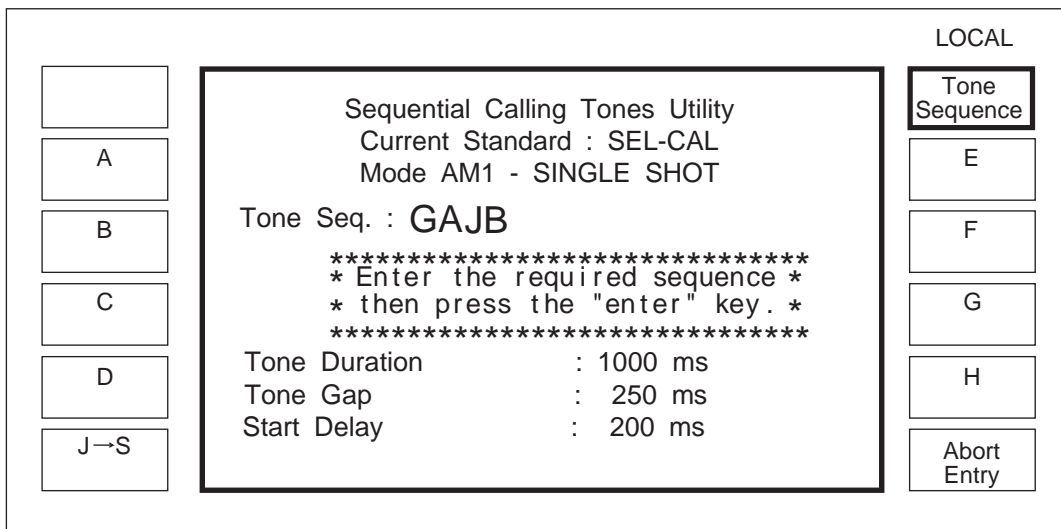 LOCAL
Tone
Sequence
A
B
C
D
J→S
Sequential Calling Tones Utility
Current Standard : SEL-CAL
Mode AM1 - SINGLE SHOT
Tone Seq. : GAJB
*******************************
* Enter the required sequence *
* then press the "enter" key. *
*******************************
Tone Duration : 1000 ms
Tone Gap : 250 ms
Start Delay : 200 ms
E
F
G
H
Abort
Entry